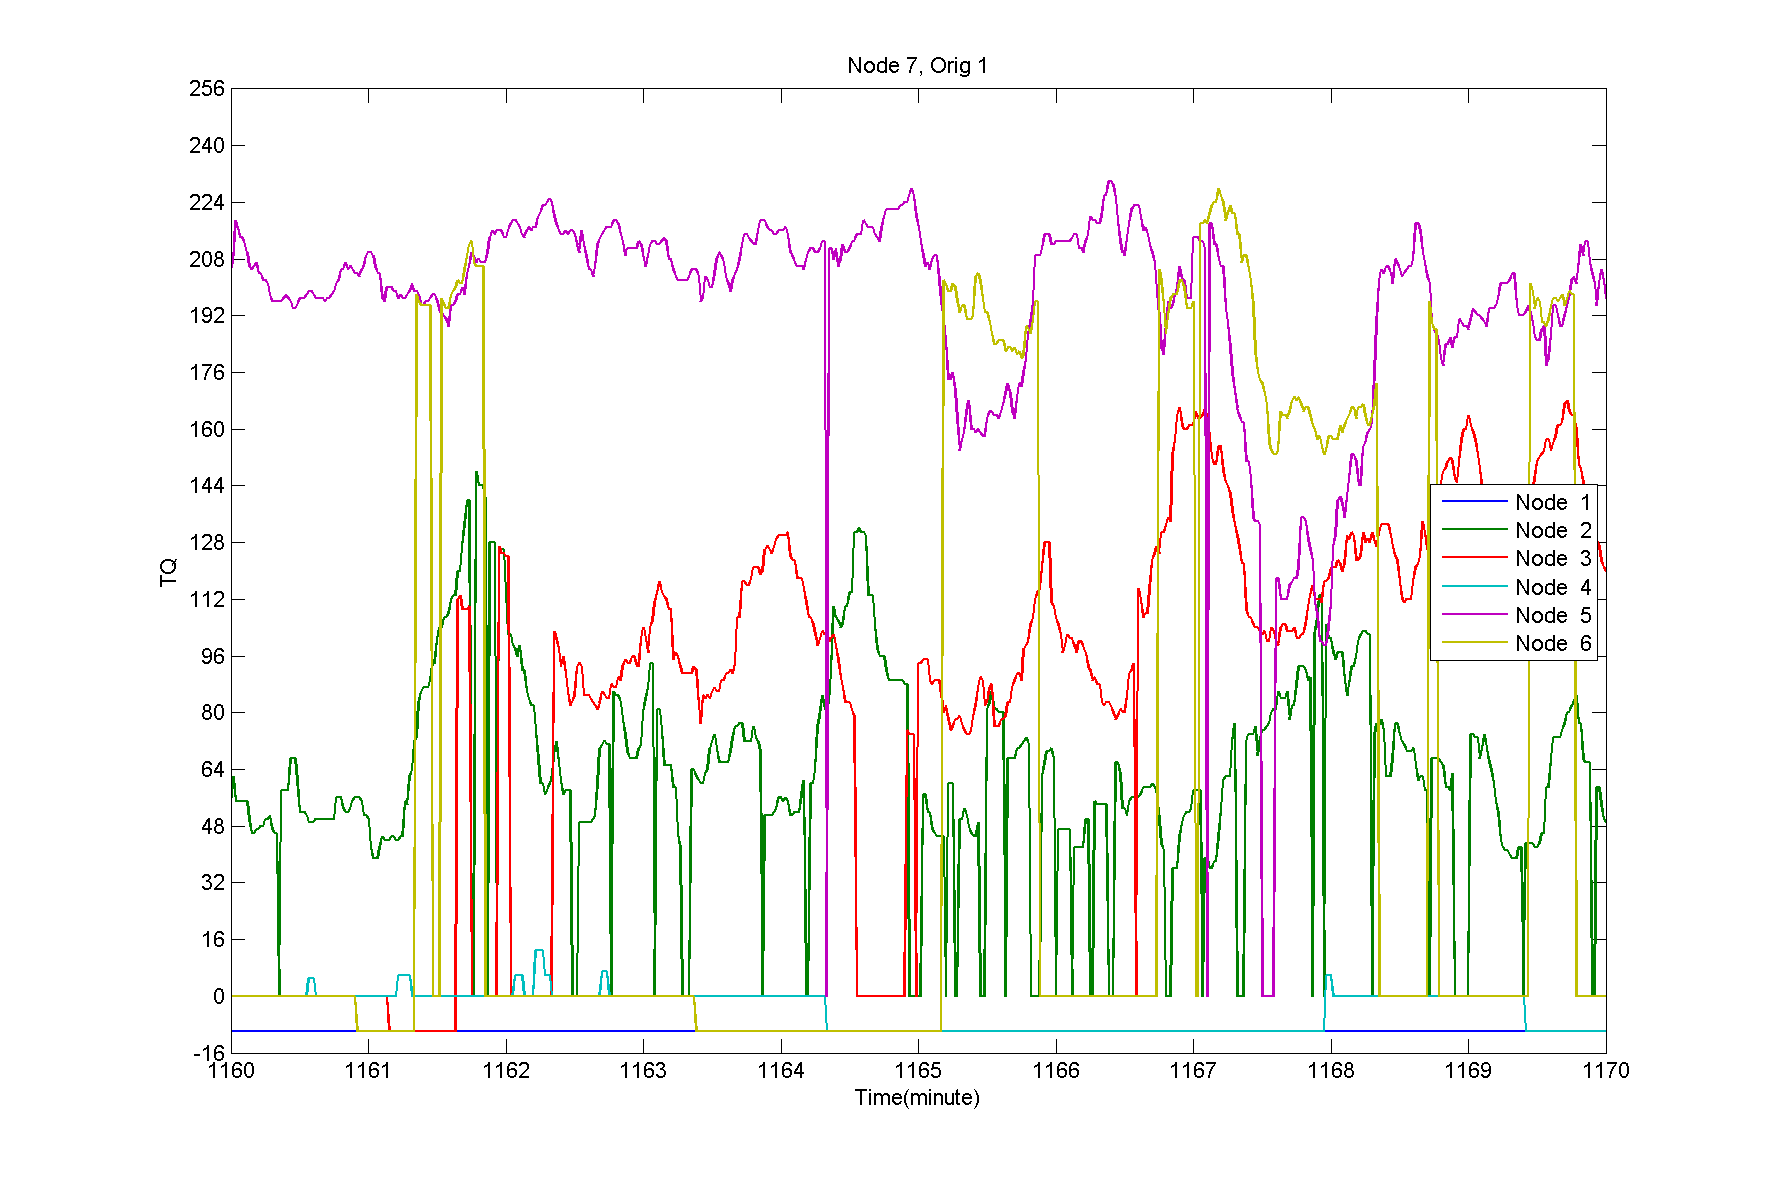 Node 7, Orig 1
256
240
224
208
192
176
160
144
128
112
96
80
64
48
32
16
0
-16
TQ
Node 1
Node 2
Node 3
Node 4
Node 5
Node 6
1160 1161 1162 1163 1164 1165 1166 1167 1168 1169 1170
Time(minute)